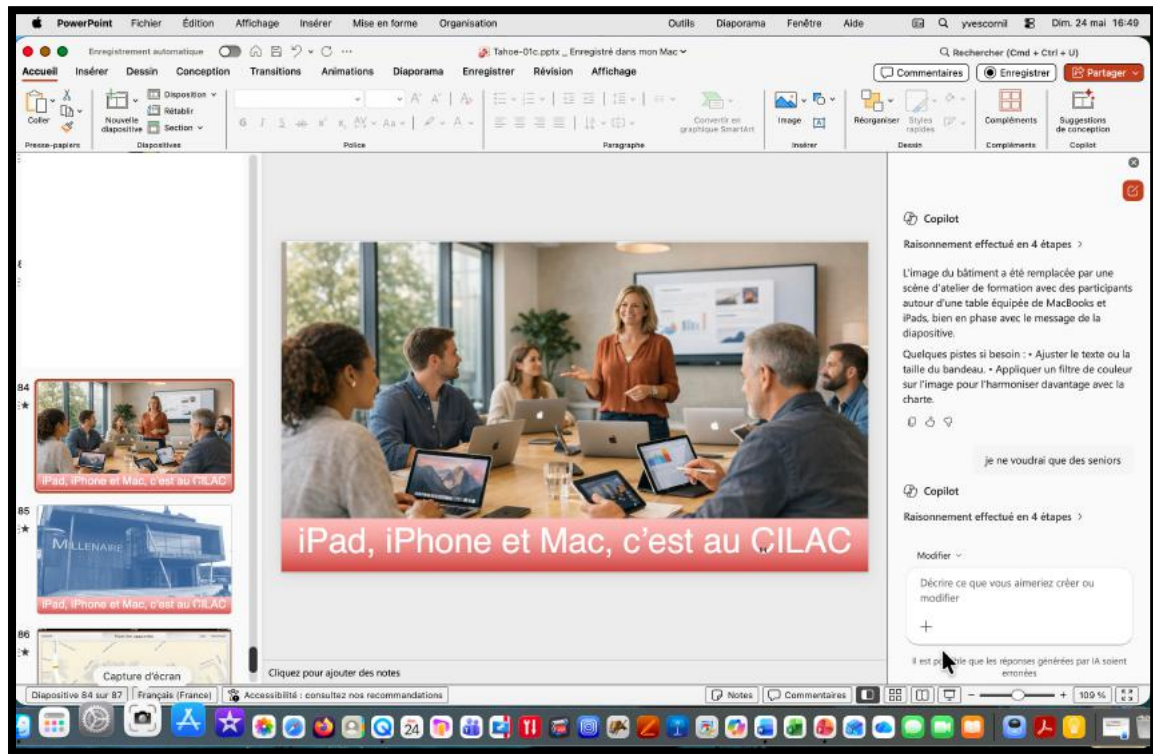 PowerPoint Fichier Édition Affichage Insérer Mise en forme Organisation Outils Diaporama Fenêtre Aide yvescornil Dim. 24 mai 16:49
Enregistrement automatique Tahoe-01c.pptx _ Enregistré dans mon Mac Rechercher (Cmd + Ctrl + U)
Accueil Insérer Dessin Conception Transitions Animations Diaporama Enregistrer Révision Affichage Commentaires Enregistrer Partager
Coller
Nouvelle diapositive
Disposition
Rétablir
Section
Convertir en graphique SmartArt
Image
Réorganiser
Styles rapides
Compléments
Suggestions de conception
Presse-papiers Diapositives Police Paragraphe Insérer Dessin Compléments Copilot
84
iPad, iPhone et Mac, c'est au CILAC
85
MILLENAIRE
iPad, iPhone et Mac, c'est au CILAC
86
Capture d'écran
iPad, iPhone et Mac, c'est au CILAC
Cliquez pour ajouter des notes
Copilot
Raisonnement effectué en 4 étapes >
L'image du bâtiment a été remplacée par une
scène d'atelier de formation avec des participants
autour d'une table équipée de MacBooks et
iPads, bien en phase avec le message de la
diapositive.
Quelques pistes si besoin : • Ajuster le texte ou la
taille du bandeau. • Appliquer un filtre de couleur
sur l'image pour l'harmoniser davantage avec la
charte.
je ne voudrai que des seniors
Copilot
Raisonnement effectué en 4 étapes >
Modifier
Décrire ce que vous aimeriez créer ou
modifier
Il est possible que les réponses générées par IA soient
erronées
Diapositive 84 sur 87 Français (France) Accessibilité : consultez nos recommandations Notes Commentaires 109 %